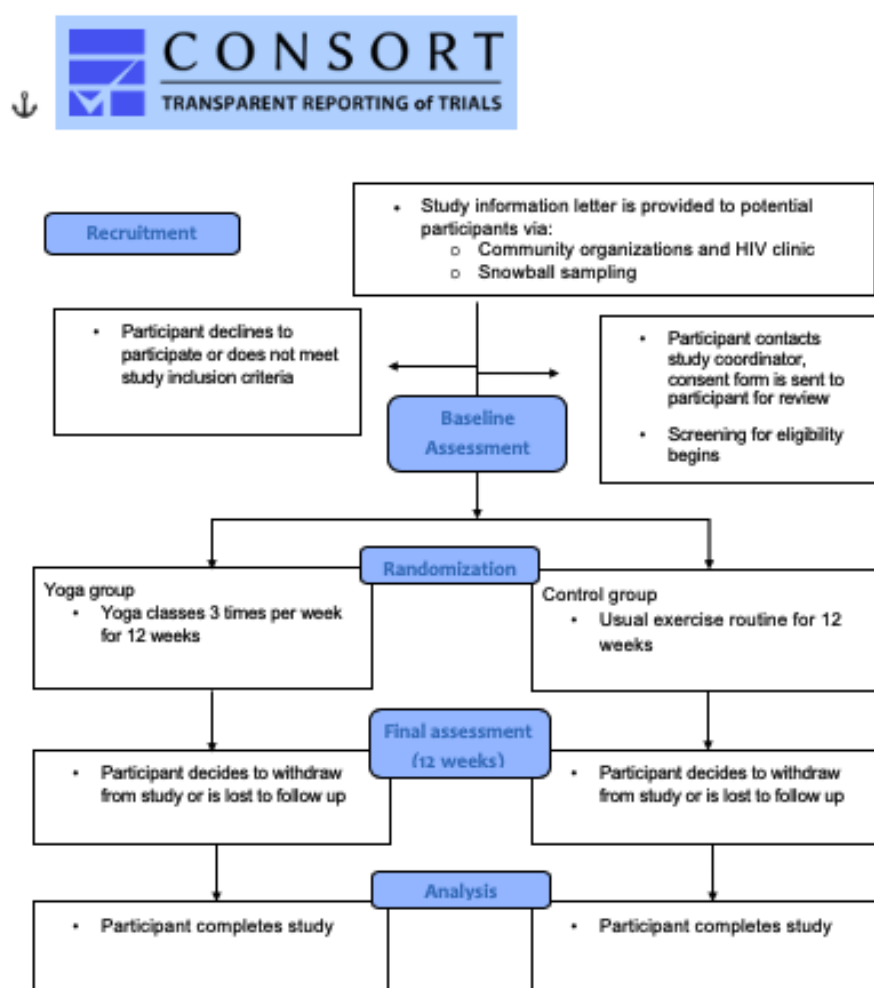 CONSORT
TRANSPARENT REPORTING of TRIALS
Recruitment
• Study information letter is provided to potential
participants via:
o Community organizations and HIV clinic
o Snowball sampling
• Participant declines to
participate or does not meet
study inclusion criteria
• Participant contacts
study coordinator,
consent form is sent to
participant for review
• Screening for eligibility
begins
Baseline
Assessment
Randomization
Yoga group
• Yoga classes 3 times per week
for 12 weeks
Control group
• Usual exercise routine for 12
weeks
Final assessment
(12 weeks)
• Participant decides to withdraw
from study or is lost to follow up
• Participant decides to withdraw
from study or is lost to follow up
Analysis
• Participant completes study
• Participant completes study